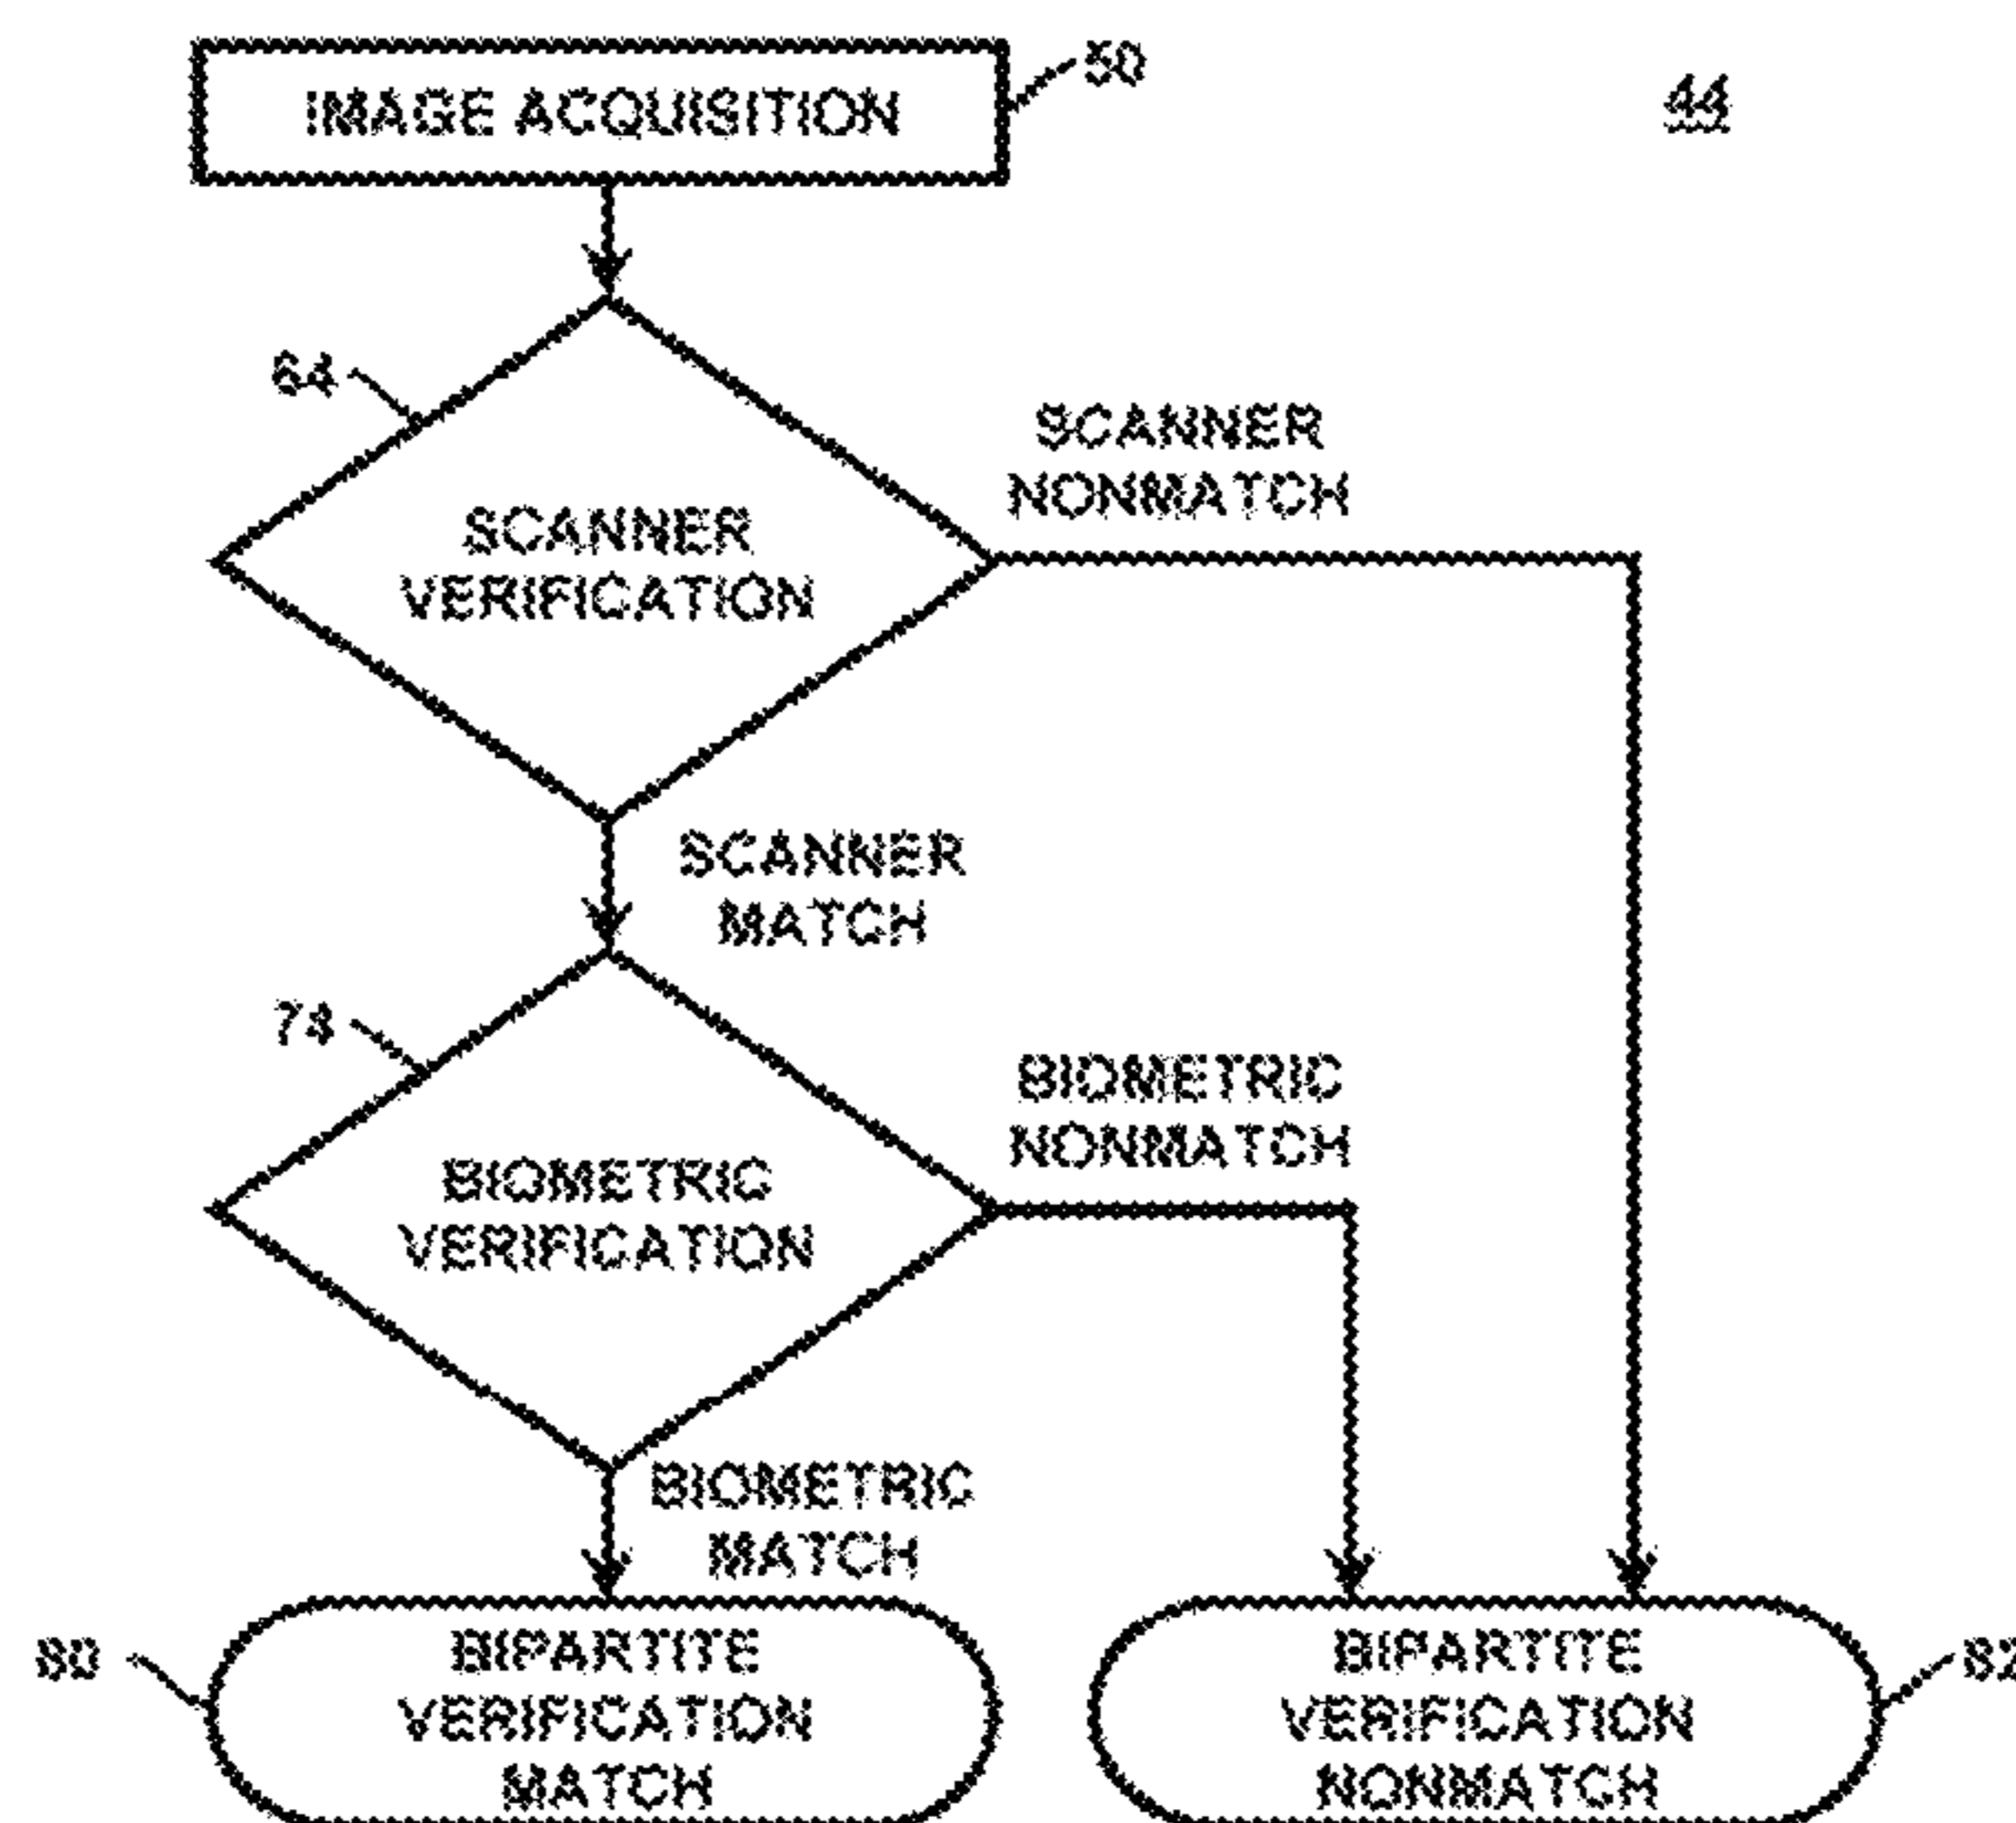 IMAGE ACQUISITION
50
44
64
SCANNER
NONMATCH
SCANNER
VERIFICATION
SCANNER
MATCH
74
BIOMETRIC
NONMATCH
BIOMETRIC
VERIFICATION
BIOMETRIC
MATCH
80
BIPARTITE
VERIFICATION
MATCH
BIPARTITE
VERIFICATION
NONMATCH
82